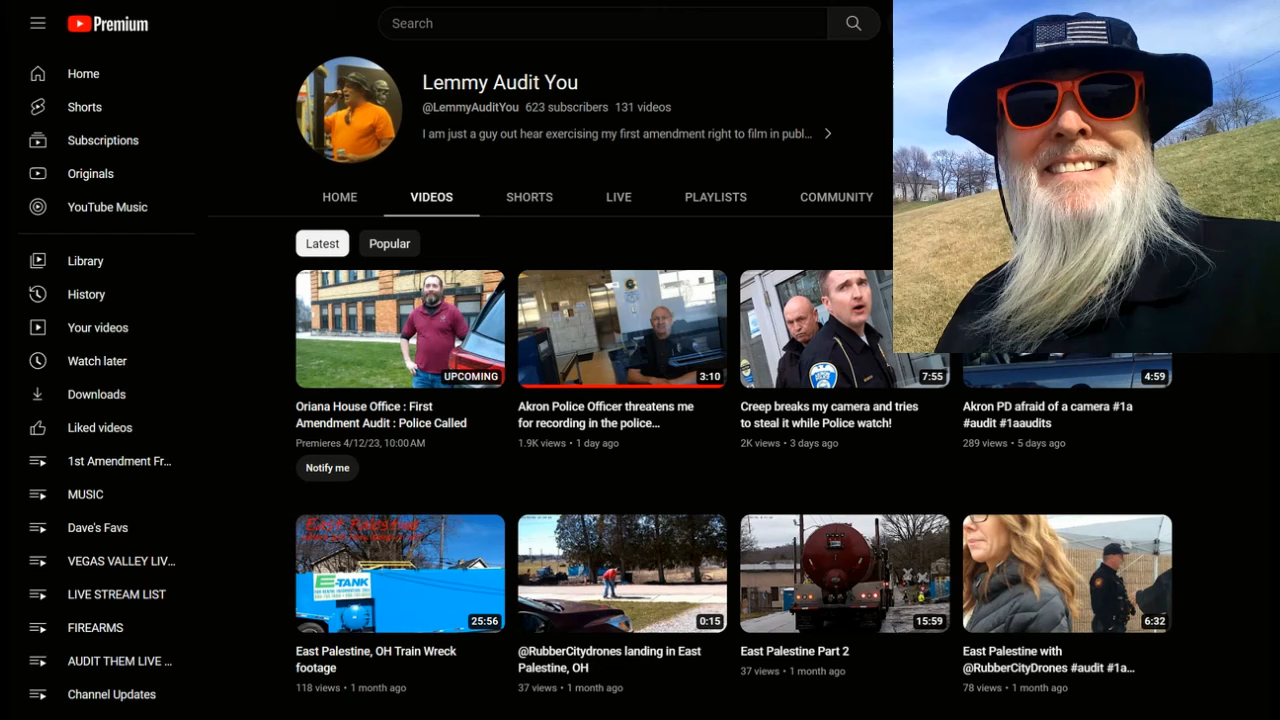 Premium
Search
Home
Shorts
Subscriptions
Originals
YouTube Music
Library
History
Your videos
Watch later
Downloads
Liked videos
1st Amendment Fr...
MUSIC
Dave's Favs
VEGAS VALLEY LIV...
LIVE STREAM LIST
FIREARMS
AUDIT THEM LIVE ...
Channel Updates
Lemmy Audit You
@LemmyAuditYou 623 subscribers 131 videos
I am just a guy out hear exercising my first amendment right to film in publ...
HOME VIDEOS SHORTS LIVE PLAYLISTS COMMUNITY
Latest Popular
UPCOMING
Oriana House Office : First
Amendment Audit : Police Called
Premieres 4/12/23, 10:00 AM
Notify me
3:10
Akron Police Officer threatens me
for recording in the police...
1.9K views • 1 day ago
7:55
Creep breaks my camera and tries
to steal it while Police watch!
2K views • 3 days ago
4:59
Akron PD afraid of a camera #1a
#audit #1aaudits
289 views • 5 days ago
East Palestine
E-TANK
25:56
East Palestine, OH Train Wreck
footage
118 views • 1 month ago
0:15
@RubberCitydrones landing in East
Palestine, OH
37 views • 1 month ago
15:59
East Palestine Part 2
37 views • 1 month ago
6:32
East Palestine with
@RubberCityDrones #audit #1a...
78 views • 1 month ago